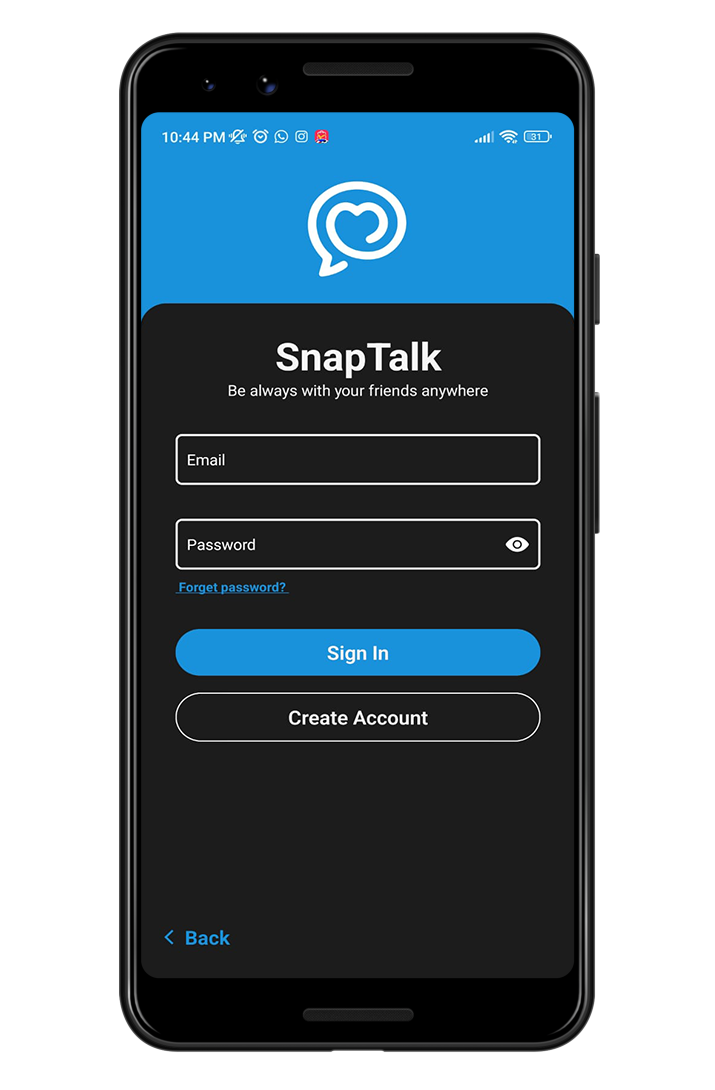 10:44 PM 31
SnapTalk
Be always with your friends anywhere
Email
Password
Forget password?
Sign In
Create Account
Back